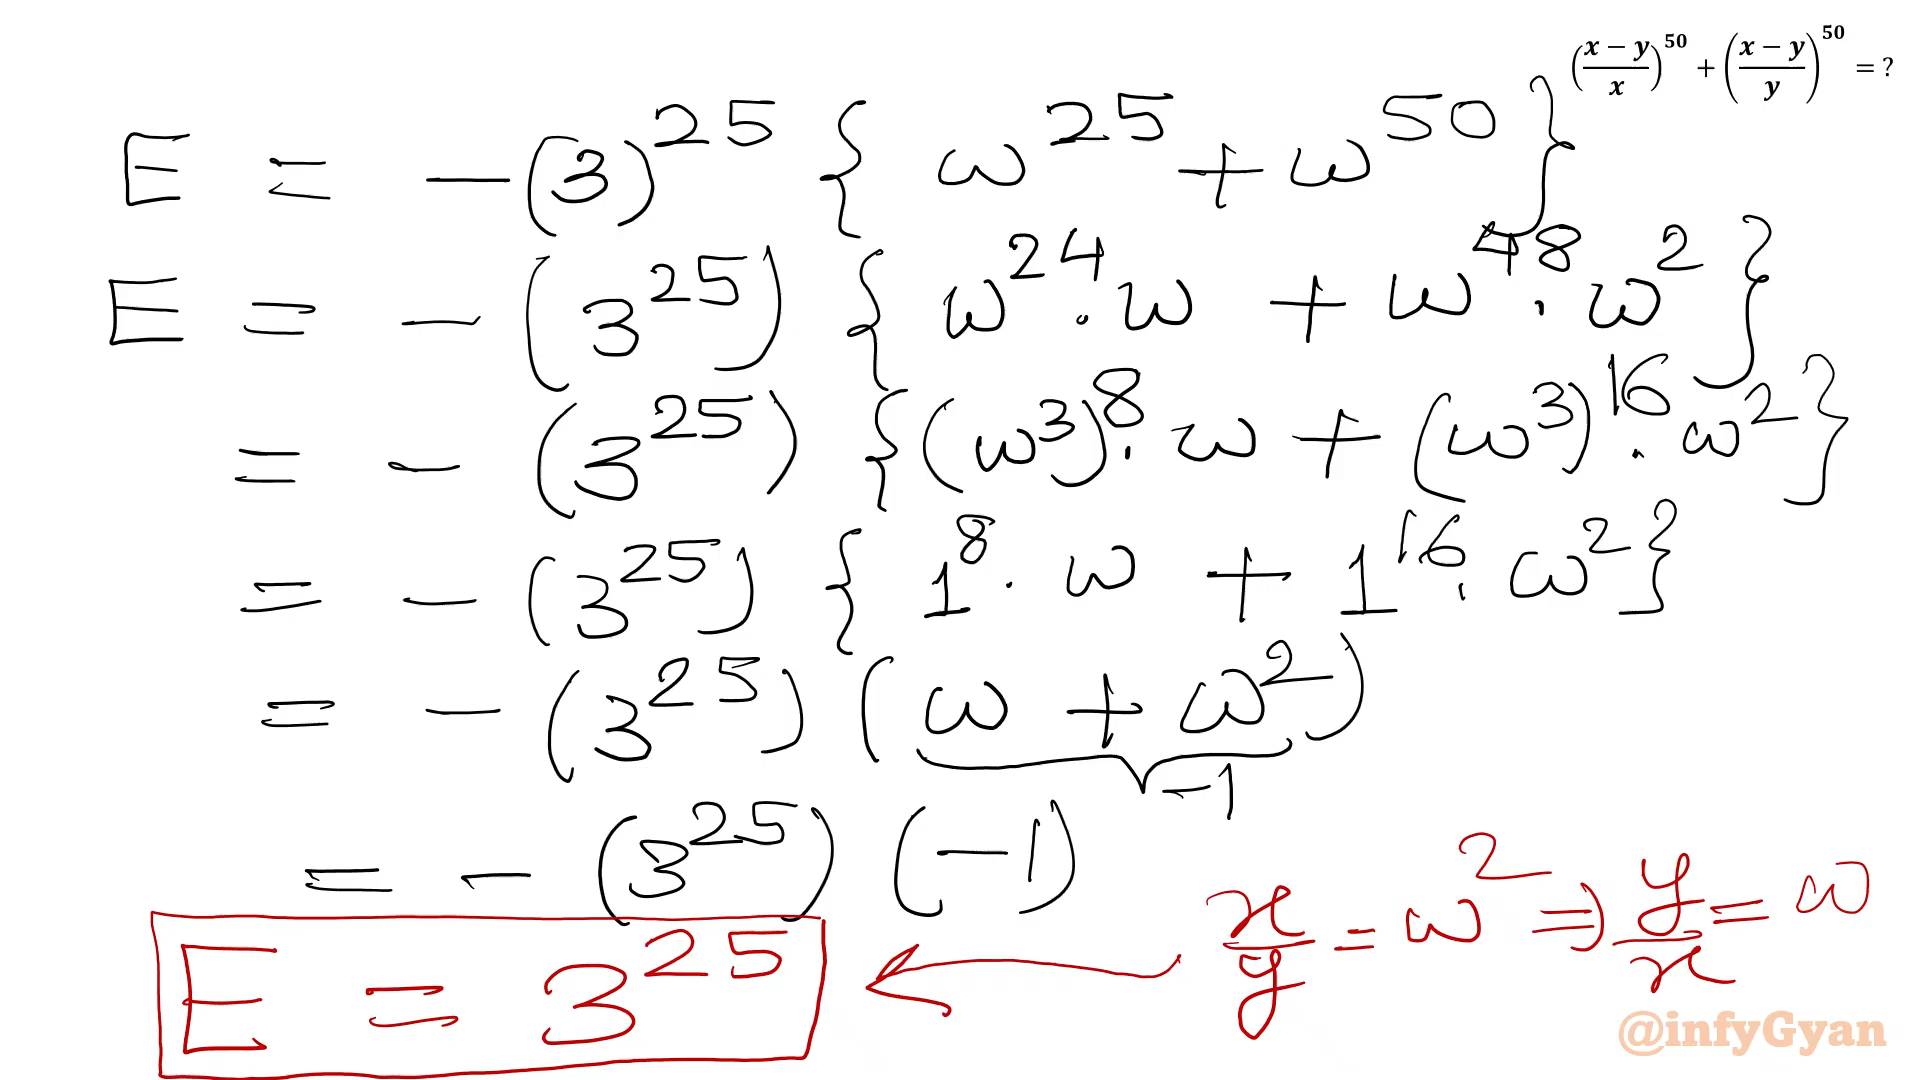 (x − y / x)^50 + (x − y / y)^50 = ?
E = −(3)^25 { ω^25 + ω^50 }
E = −(3^25) { ω^24 · ω + ω^48 · ω^2 }
= −(3^25) { (ω^3)^8 · ω + (ω^3)^16 · ω^2 }
= −(3^25) { 1^8 · ω + 1^16 · ω^2 }
= −(3^25) (ω + ω^2)
−1
= −(3^25) (−1)
E = 3^25 ← x/y = ω^2 ⇒ y/x = ω
@infyGyan